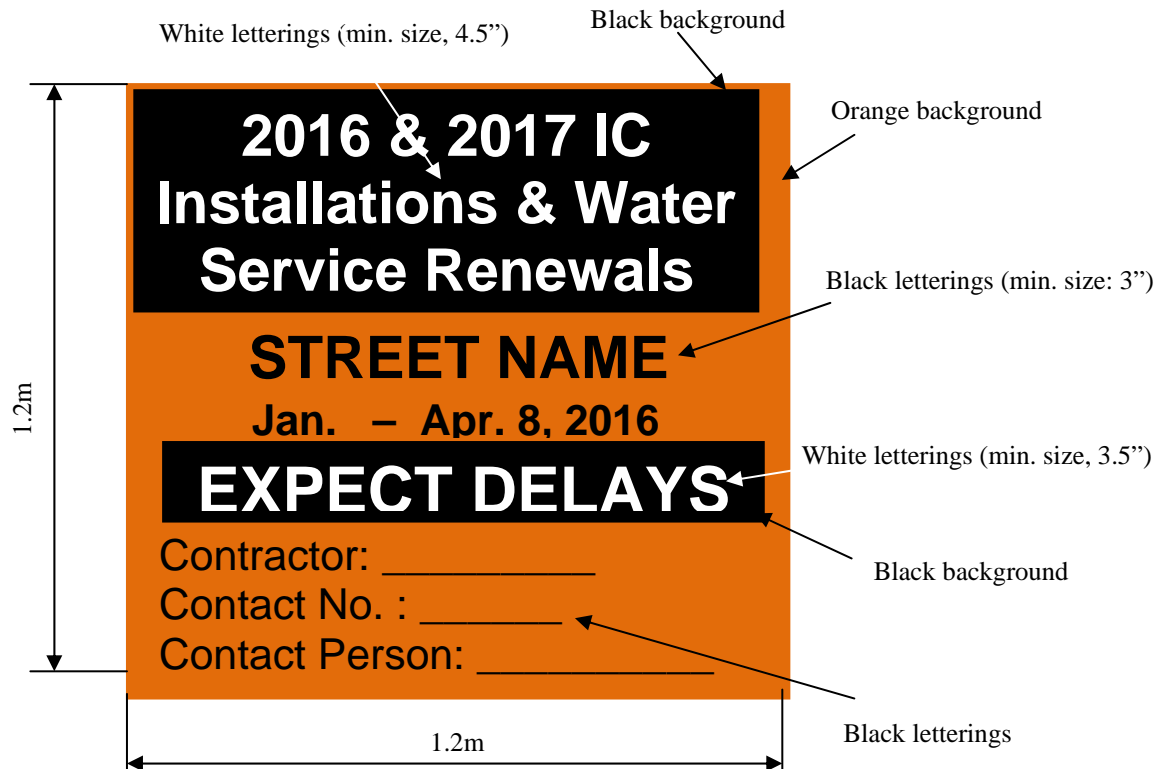 White letterings (min. size, 4.5”)
Black background
2016 & 2017 IC
Installations & Water
Service Renewals
Orange background
Black letterings (min. size: 3”)
STREET NAME
Jan. – Apr. 8, 2016
1.2m
EXPECT DELAYS
White letterings (min. size, 3.5”)
Contractor: _________
Black background
Contact No. : ______
Contact Person: __________
Black letterings
1.2m